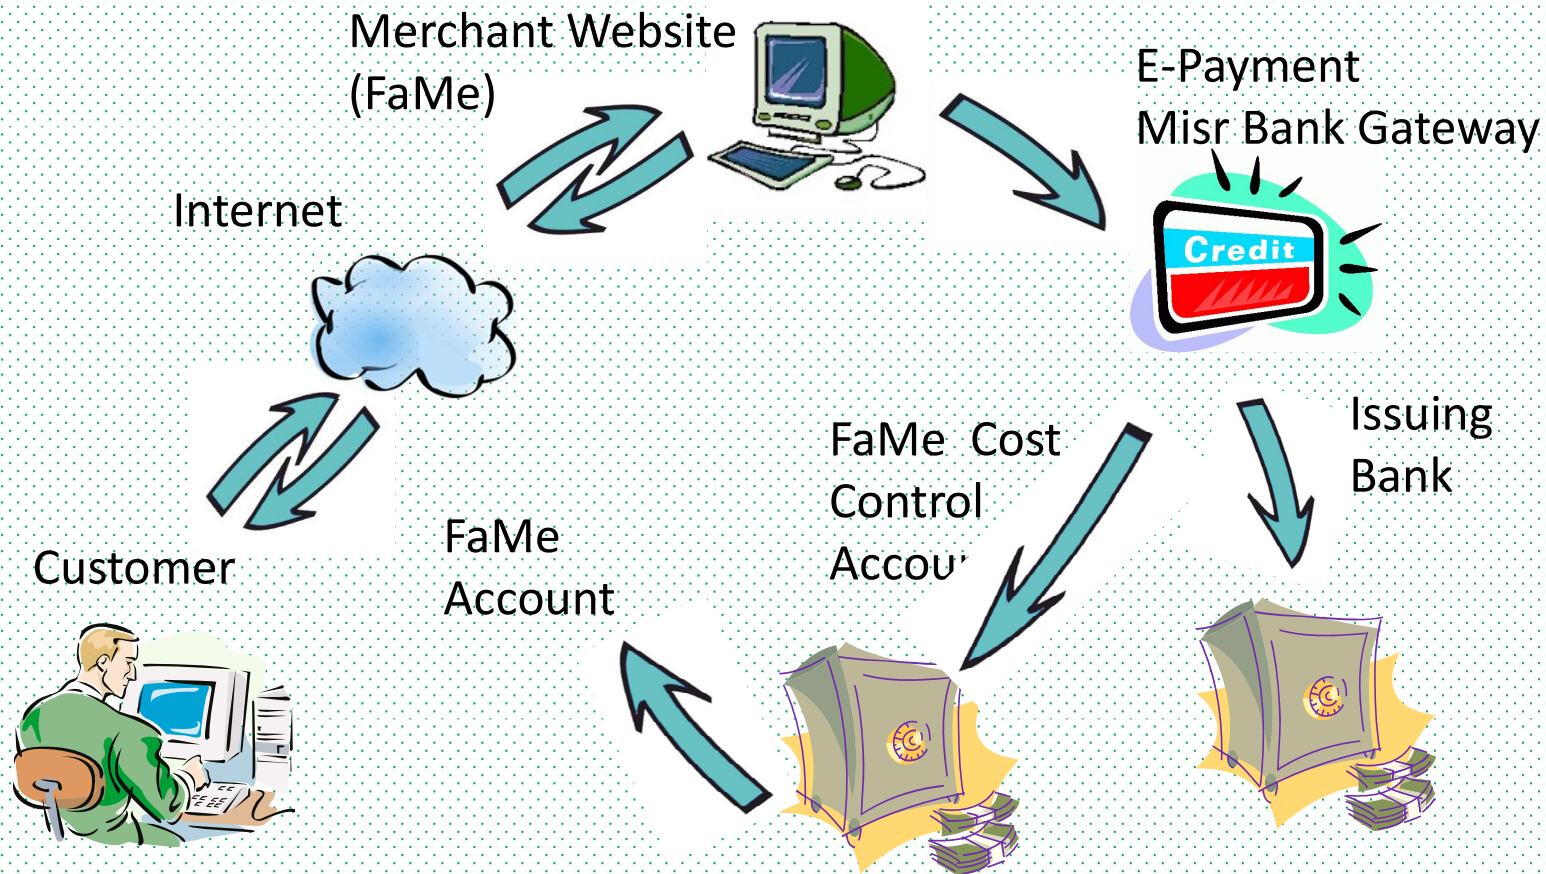 Merchant Website
(FaMe)
E-Payment
Misr Bank Gateway
Internet
Credit
Issuing
Bank
FaMe Cost
Control
FaMe
Account
Customer